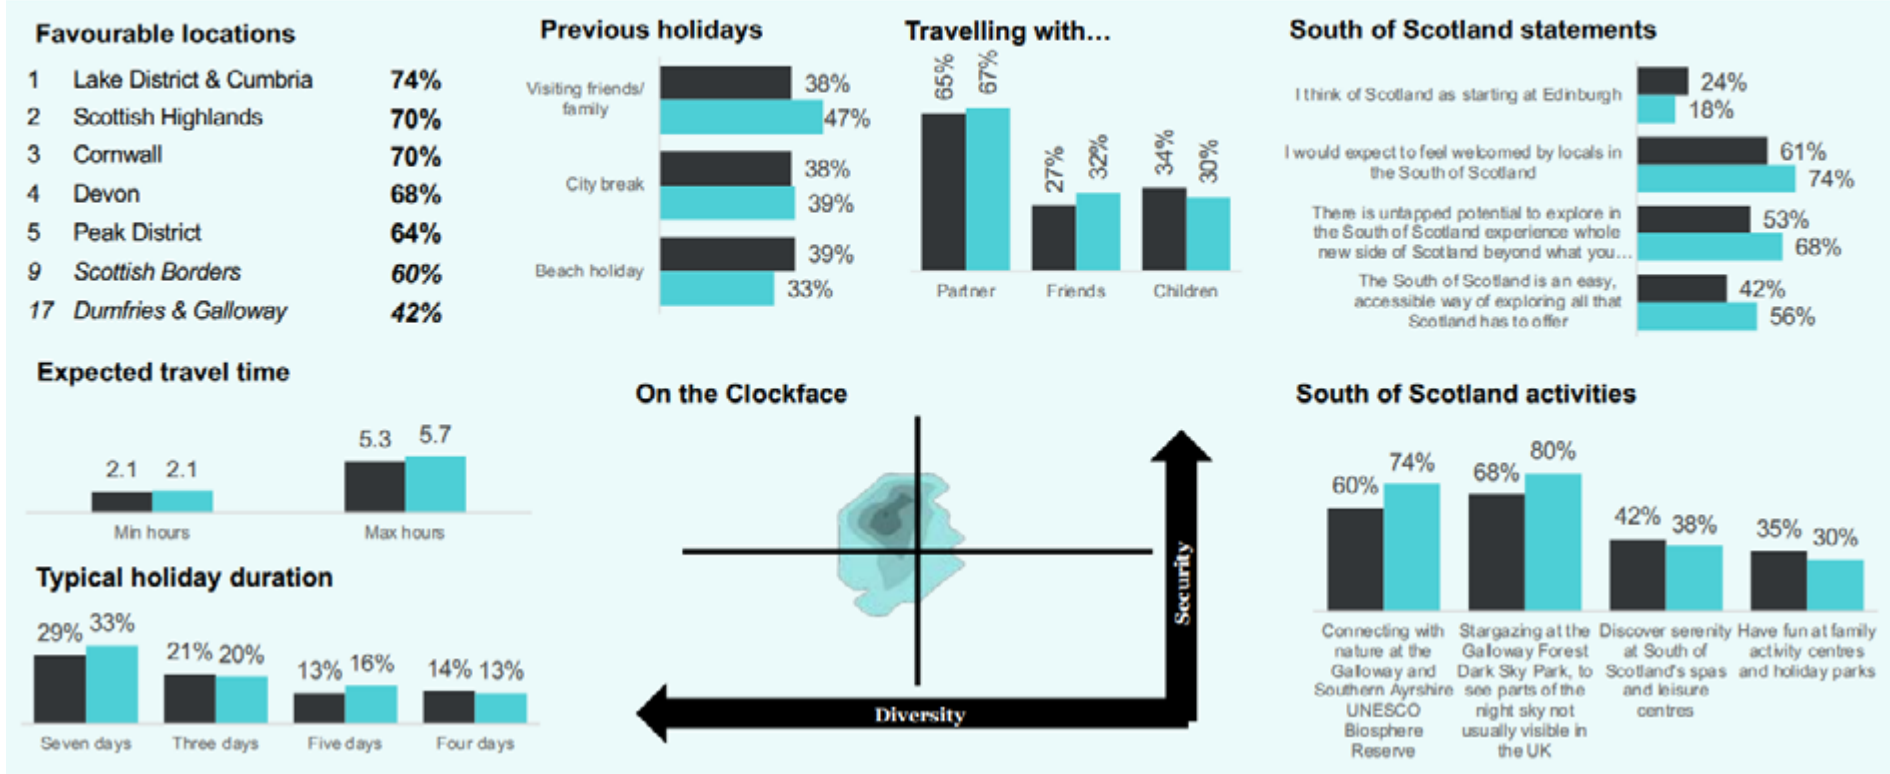 Favourable locations
1 Lake District & Cumbria 74%
2 Scottish Highlands 70%
3 Cornwall 70%
4 Devon 68%
5 Peak District 64%
9 Scottish Borders 60%
17 Dumfries & Galloway 42%
Previous holidays
Visiting friends/
family
38%
47%
City break
38%
39%
Beach holiday
39%
33%
Travelling with...
65% 67%
27% 32%
34% 30%
Partner Friends Children
South of Scotland statements
I think of Scotland as starting at Edinburgh
24%
18%
I would expect to feel welcomed by locals in
the South of Scotland
61%
74%
There is untapped potential to explore in
the South of Scotland experience whole
new side of Scotland beyond what you...
53%
68%
The South of Scotland is an easy,
accessible way of exploring all that
Scotland has to offer
42%
56%
Expected travel time
2.1 2.1
5.3 5.7
Min hours Max hours
Typical holiday duration
29% 33%
21% 20%
13% 16%
14% 13%
Seven days Three days Five days Four days
On the Clockface
Security
Diversity
South of Scotland activities
60% 74%
68% 80%
42% 38%
35% 30%
Connecting with
nature at the
Galloway and
Southern Ayrshire
UNESCO
Biosphere
Reserve
Stargazing at the
Galloway Forest
Dark Sky Park, to
see parts of the
night sky not
usually visible in
the UK
Discover serenity
at South of
Scotland's spas
and leisure
centres
Have fun at family
activity centres
and holiday parks